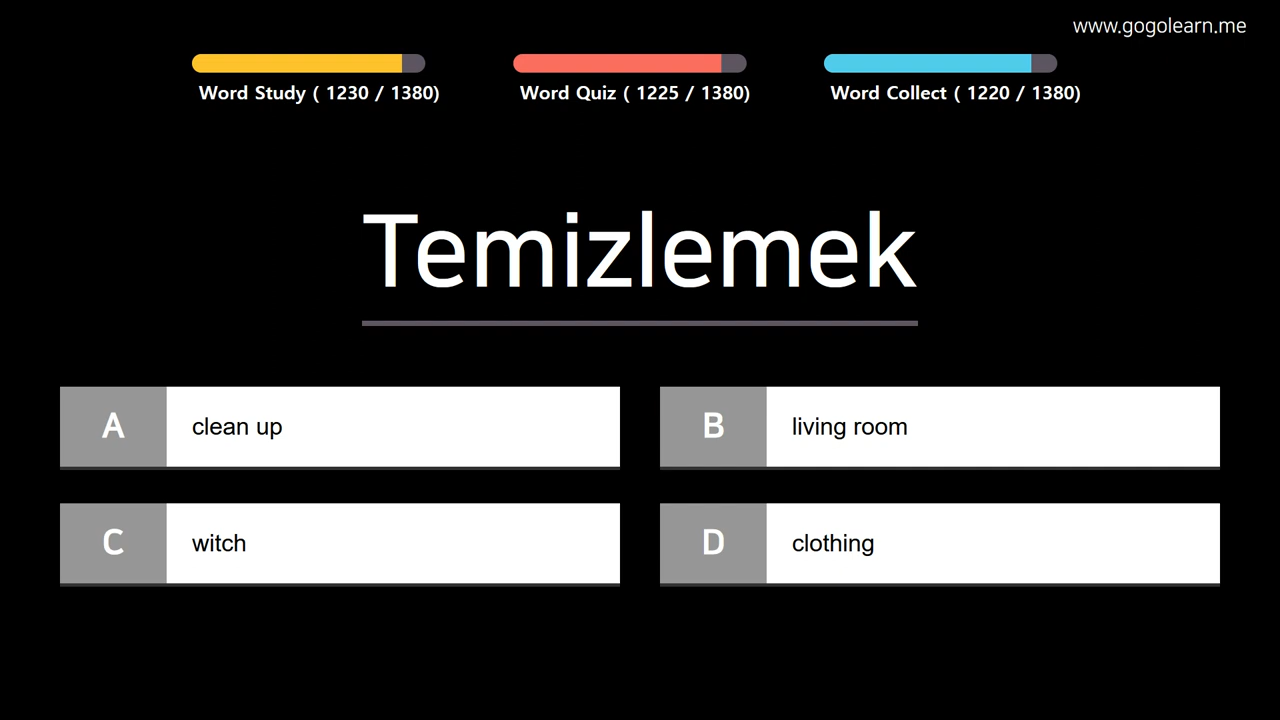 www.gogolearn.me
Word Study ( 1230 / 1380)
Word Quiz ( 1225 / 1380)
Word Collect ( 1220 / 1380)
Temizlemek
A clean up
B living room
C witch
D clothing